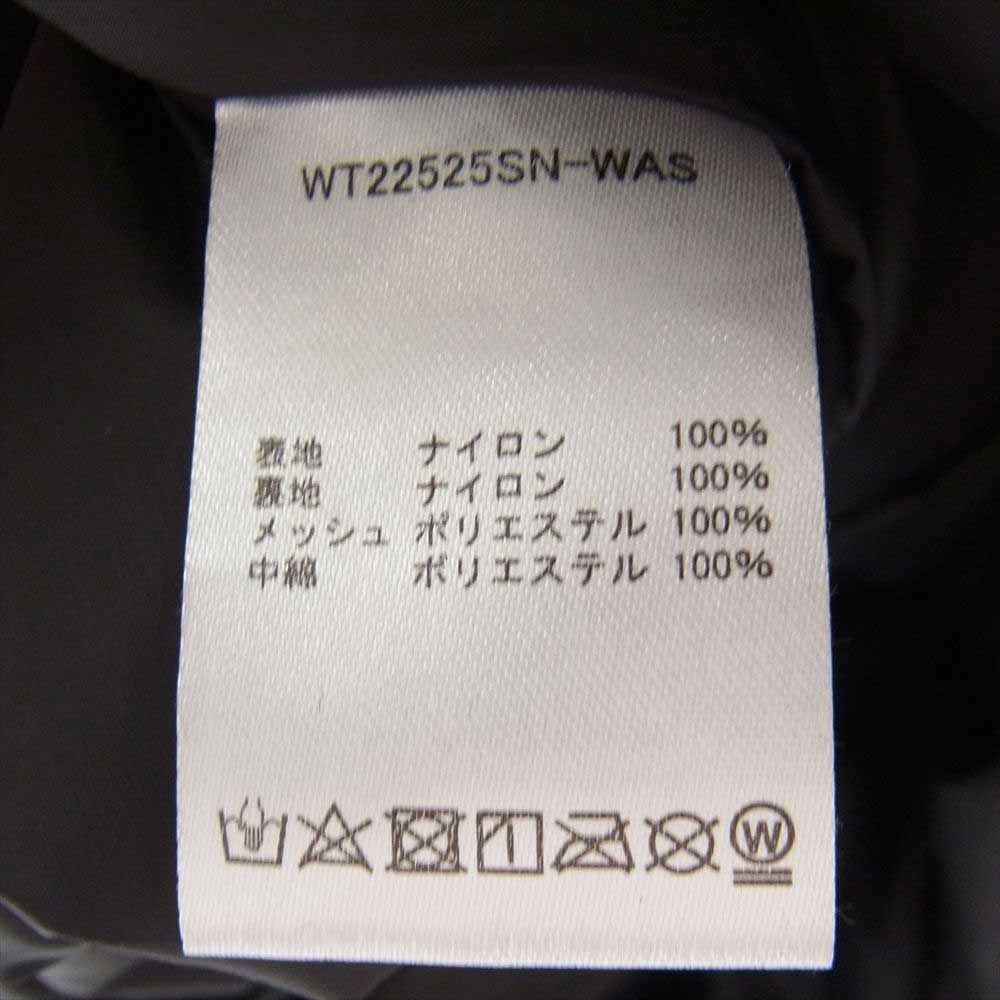 WT22525SN-WAS
表地 ナイロン 100%
裏地 ナイロン 100%
メッシュ ポリエステル 100%
中綿 ポリエステル 100%
W